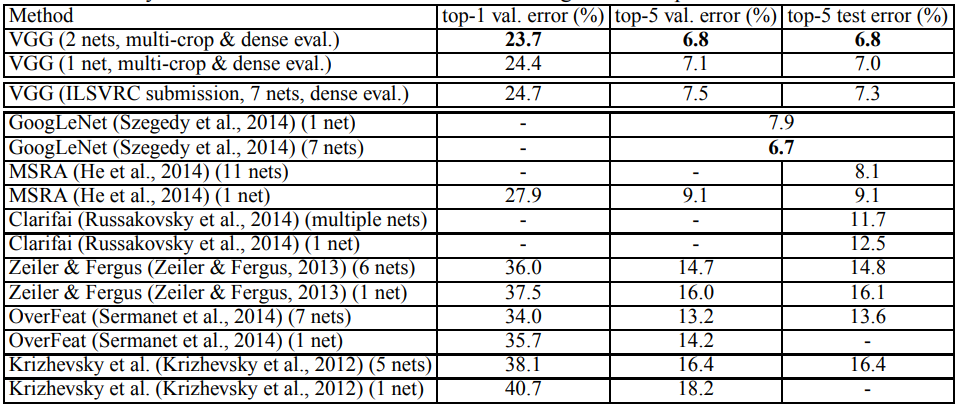 Method top-1 val. error (%) top-5 val. error (%) top-5 test error (%)
VGG (2 nets, multi-crop & dense eval.) 23.7 6.8 6.8
VGG (1 net, multi-crop & dense eval.) 24.4 7.1 7.0
VGG (ILSVRC submission, 7 nets, dense eval.) 24.7 7.5 7.3
GoogLeNet (Szegedy et al., 2014) (1 net) - 7.9
GoogLeNet (Szegedy et al., 2014) (7 nets) - 6.7
MSRA (He et al., 2014) (11 nets) - - 8.1
MSRA (He et al., 2014) (1 net) 27.9 9.1 9.1
Clarifai (Russakovsky et al., 2014) (multiple nets) - - 11.7
Clarifai (Russakovsky et al., 2014) (1 net) - - 12.5
Zeiler & Fergus (Zeiler & Fergus, 2013) (6 nets) 36.0 14.7 14.8
Zeiler & Fergus (Zeiler & Fergus, 2013) (1 net) 37.5 16.0 16.1
OverFeat (Sermanet et al., 2014) (7 nets) 34.0 13.2 13.6
OverFeat (Sermanet et al., 2014) (1 net) 35.7 14.2 -
Krizhevsky et al. (Krizhevsky et al., 2012) (5 nets) 38.1 16.4 16.4
Krizhevsky et al. (Krizhevsky et al., 2012) (1 net) 40.7 18.2 -